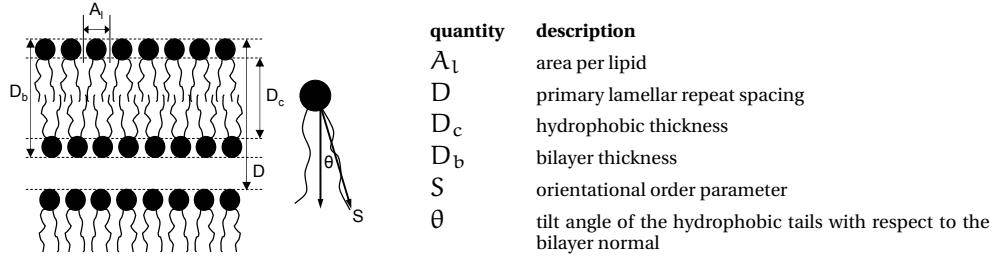 A_l
D_b
D_c
D
θ
S
quantity description
A_l area per lipid
D primary lamellar repeat spacing
D_c hydrophobic thickness
D_b bilayer thickness
S orientational order parameter
θ tilt angle of the hydrophobic tails with respect to the
bilayer normal